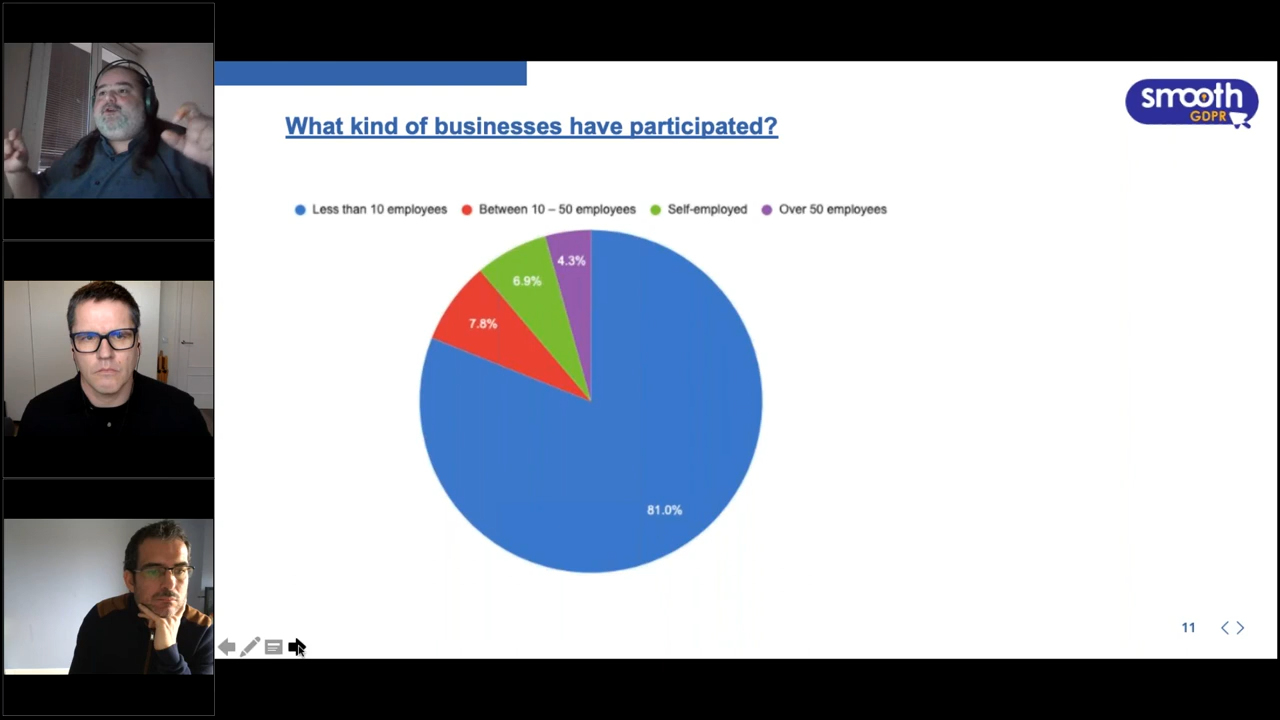 smooth
GDPR
What kind of businesses have participated?
Less than 10 employees Between 10 – 50 employees Self-employed Over 50 employees
4.3%
6.9%
7.8%
81.0%
11